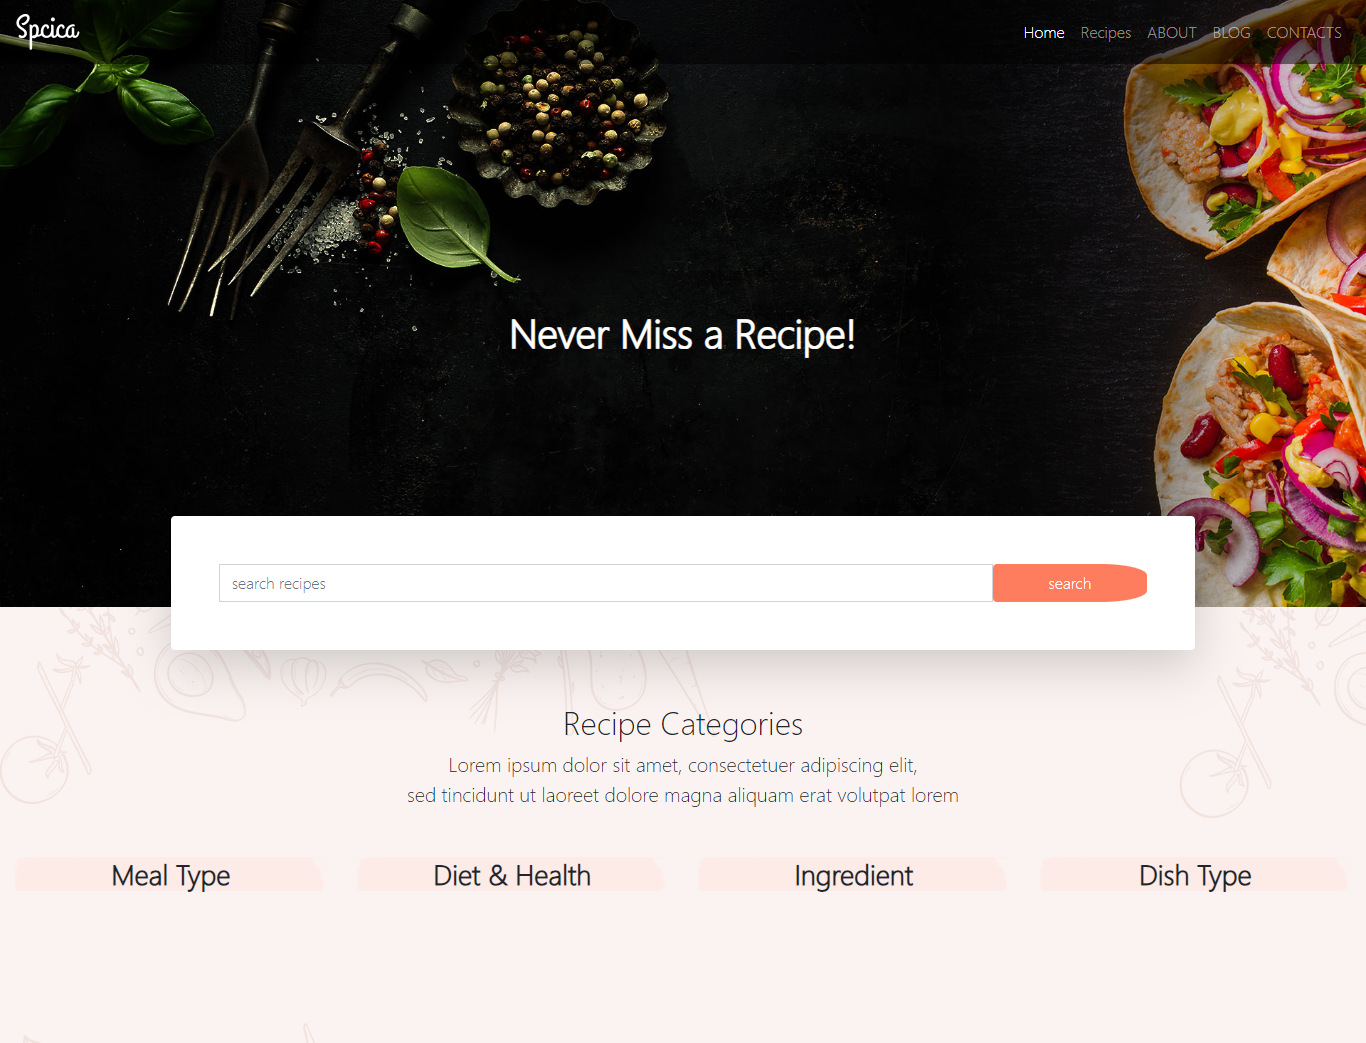 Spcica
Home Recipes ABOUT BLOG CONTACTS
Never Miss a Recipe!
search recipes
search
Recipe Categories
Lorem ipsum dolor sit amet, consectetuer adipiscing elit,
sed tincidunt ut laoreet dolore magna aliquam erat volutpat lorem
Meal Type
Diet & Health
Ingredient
Dish Type